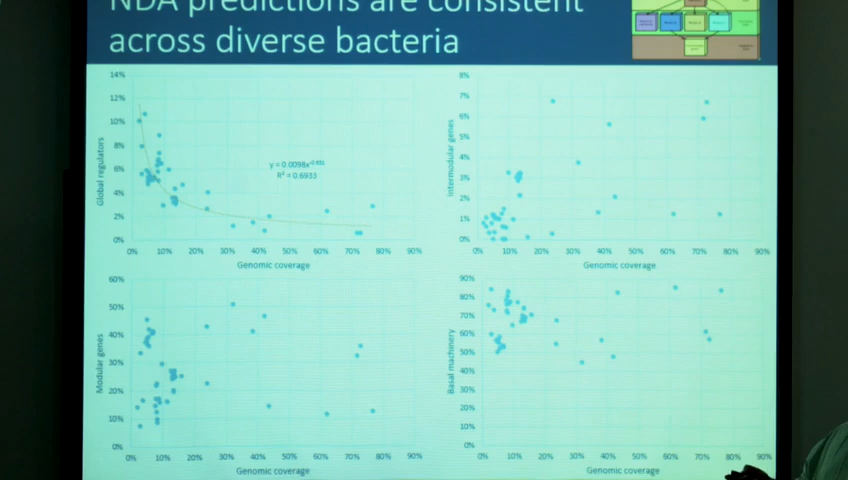 NDA predictions are consistent
across diverse bacteria
14%
12%
10%
8%
6%
4%
2%
0%
0% 10% 20% 30% 40% 50% 60% 70% 80% 90%
Global regulators
Genomic coverage
R² = 0.6933
8%
7%
6%
5%
4%
3%
2%
1%
0%
0% 10% 20% 30% 40% 50% 60% 70% 80% 90%
Intermodular genes
Genomic coverage
60%
50%
40%
30%
20%
10%
0%
0% 10% 20% 30% 40% 50% 60% 70% 80% 90%
Modular genes
Genomic coverage
90%
80%
70%
60%
50%
40%
30%
20%
10%
0%
0% 10% 20% 30% 40% 50% 60% 70% 80% 90%
Basal machinery
Genomic coverage